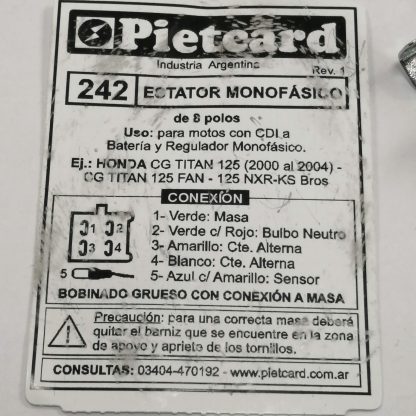 Pietcard
Industria Argentina
Rev. 1
242 ESTATOR MONOFÁSICO
de 8 polos
Uso: para motos con CDI a
Batería y Regulador Monofásico.
Ej.: HONDA CG TITAN 125 (2000 al 2004) -
CG TITAN 125 FAN - 125 NXR-KS Bros
CONEXIÓN
1 2
3 4
5
1- Verde: Masa
2- Verde c/ Rojo: Bulbo Neutro
3- Amarillo: Cte. Alterna
4- Blanco: Cte. Alterna
5- Azul c/ Amarillo: Sensor
BOBINADO GRUESO CON CONEXIÓN A MASA
Precaución: para una correcta masa deberá
quitar el barniz que se encuentre en la zona
de apoyo y apriete de los tornillos.
CONSULTAS: 03404-470192 - www.pietcard.com.ar